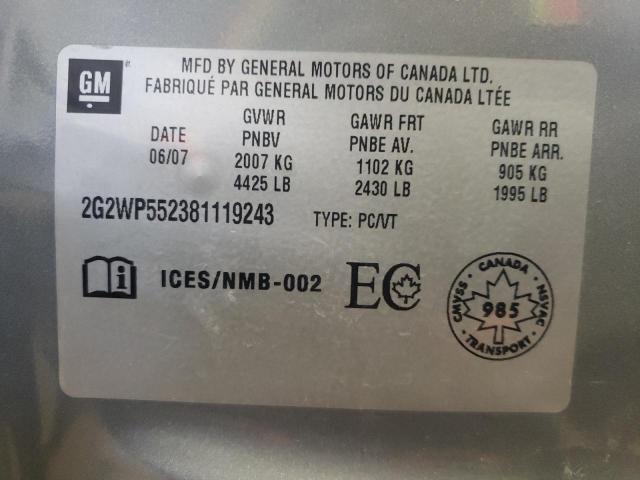 GM
MFD BY GENERAL MOTORS OF CANADA LTD.
FABRIQUÉ PAR GENERAL MOTORS DU CANADA LTÉE
DATE
06/07
GVWR
PNBV
2007 KG
4425 LB
GAWR FRT
PNBE AV.
1102 KG
2430 LB
GAWR RR
PNBE ARR.
905 KG
1995 LB
2G2WP552381119243 TYPE: PC/VT
i ICES/NMB-002 EC
CANADA
CMVSS NSVAC
985
TRANSPORT